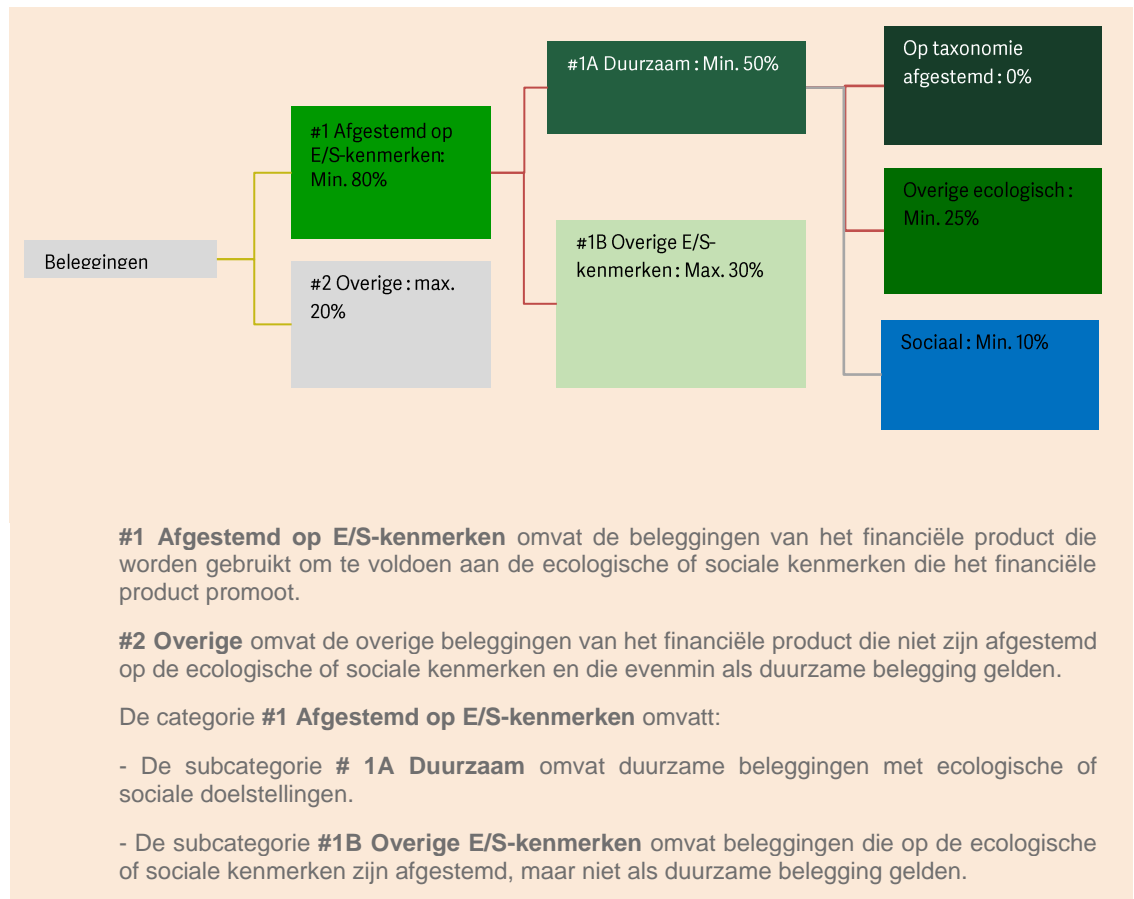 Beleggingen
#1 Afgestemd op
E/S-kenmerken:
Min. 80%
#2 Overige : max.
20%
#1A Duurzaam : Min. 50%
#1B Overige E/S-
kenmerken : Max. 30%
Op taxonomie
afgestemd : 0%
Overige ecologisch :
Min. 25%
Sociaal : Min. 10%
#1 Afgestemd op E/S-kenmerken omvat de beleggingen van het financiële product die
worden gebruikt om te voldoen aan de ecologische of sociale kenmerken die het financiële
product promoot.
#2 Overige omvat de overige beleggingen van het financiële product die niet zijn afgestemd
op de ecologische of sociale kenmerken en die evenmin als duurzame belegging gelden.
De categorie #1 Afgestemd op E/S-kenmerken omvatt:
- De subcategorie # 1A Duurzaam omvat duurzame beleggingen met ecologische of
sociale doelstellingen.
- De subcategorie #1B Overige E/S-kenmerken omvat beleggingen die op de ecologische
of sociale kenmerken zijn afgestemd, maar niet als duurzame belegging gelden.